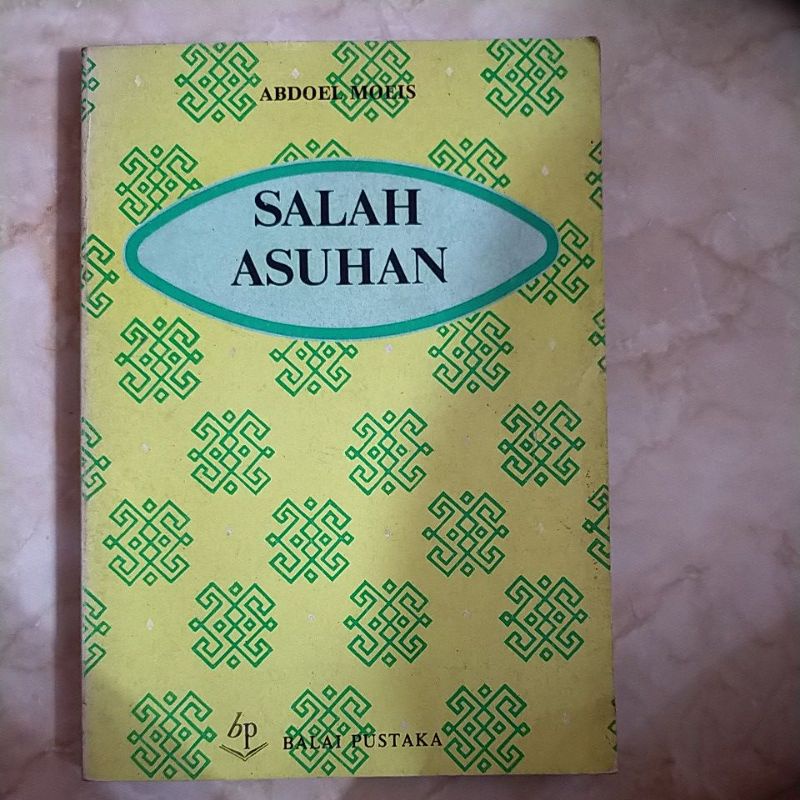 ABDOEL MOEIS
SALAH
ASUHAN
bp
BALAI PUSTAKA